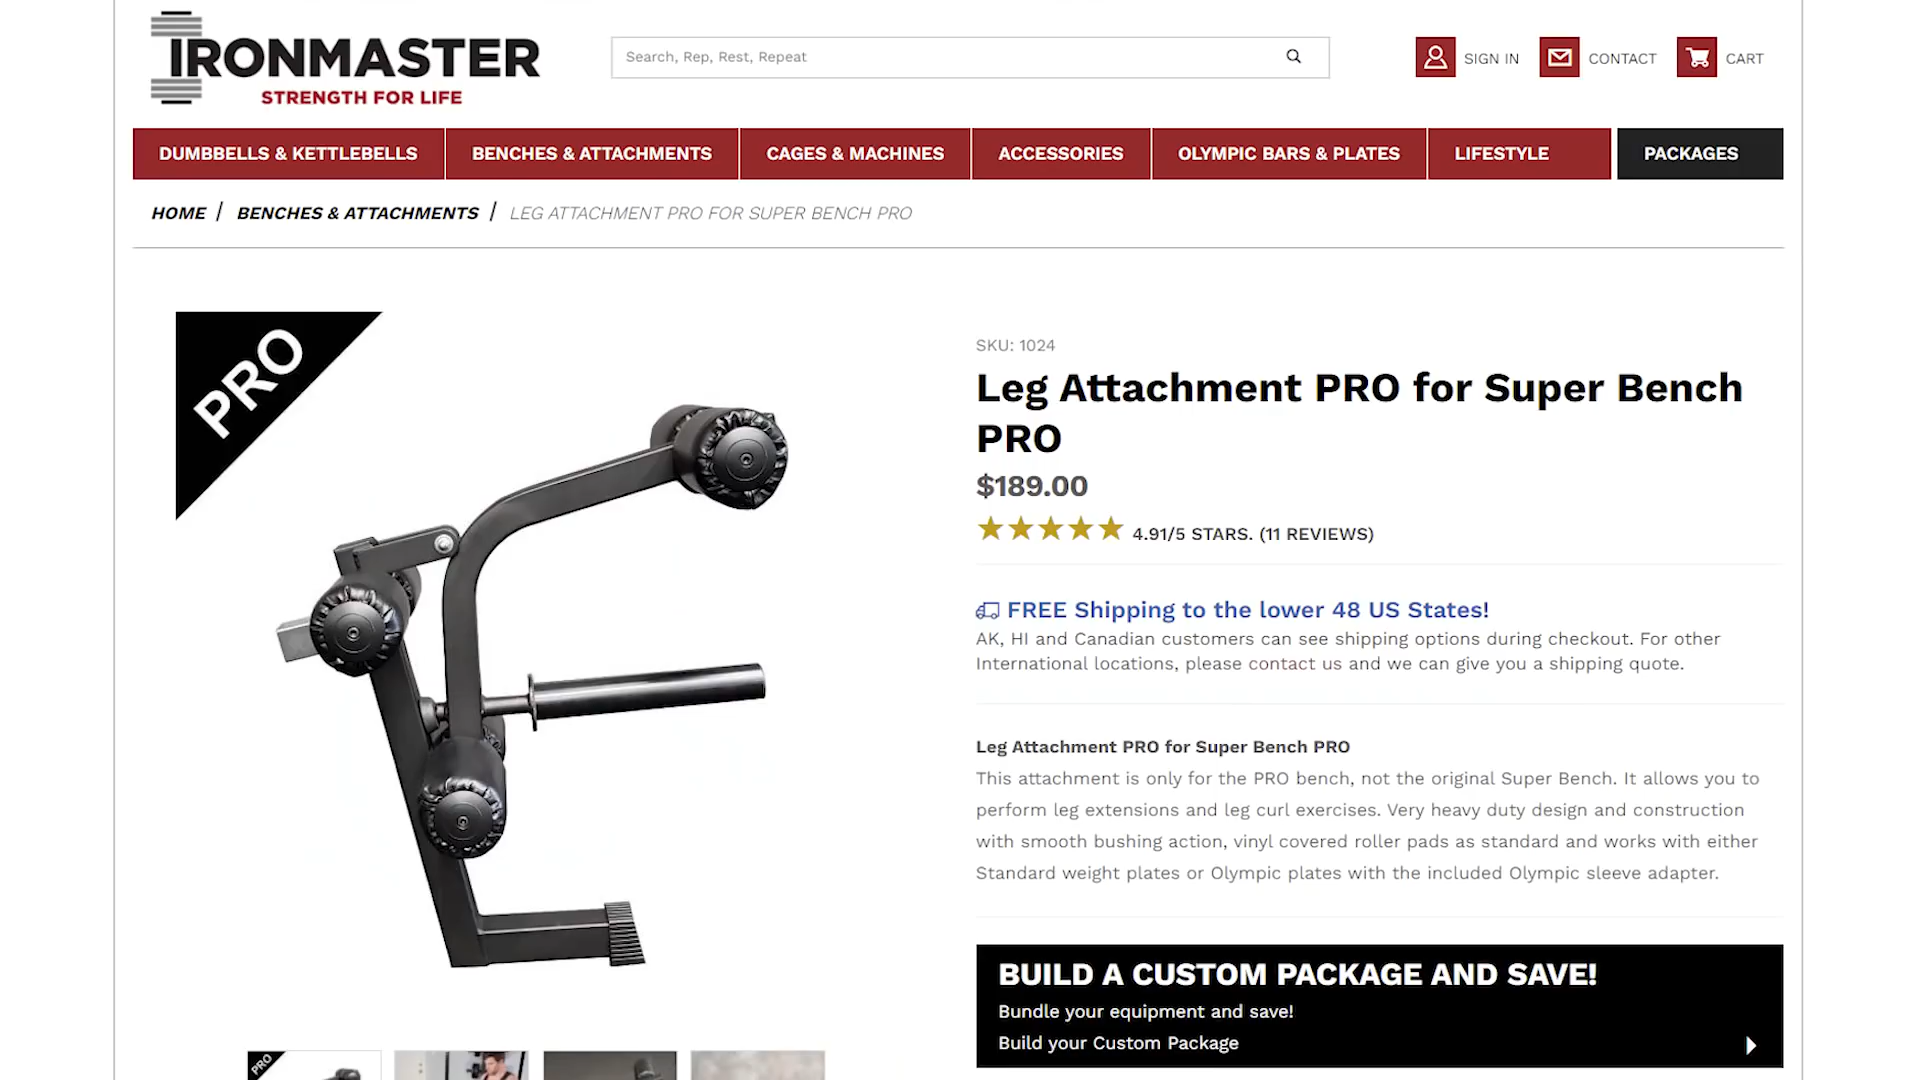 IRONMASTER
STRENGTH FOR LIFE
Search, Rep, Rest, Repeat
SIGN IN
CONTACT
CART
DUMBBELLS & KETTLEBELLS
BENCHES & ATTACHMENTS
CAGES & MACHINES
ACCESSORIES
OLYMPIC BARS & PLATES
LIFESTYLE
PACKAGES
HOME / BENCHES & ATTACHMENTS / LEG ATTACHMENT PRO FOR SUPER BENCH PRO
PRO
SKU: 1024
Leg Attachment PRO for Super Bench
PRO
$189.00
4.91/5 STARS. (11 REVIEWS)
FREE Shipping to the lower 48 US States!
AK, HI and Canadian customers can see shipping options during checkout. For other
International locations, please contact us and we can give you a shipping quote.
Leg Attachment PRO for Super Bench PRO
This attachment is only for the PRO bench, not the original Super Bench. It allows you to
perform leg extensions and leg curl exercises. Very heavy duty design and construction
with smooth bushing action, vinyl covered roller pads as standard and works with either
Standard weight plates or Olympic plates with the included Olympic sleeve adapter.
BUILD A CUSTOM PACKAGE AND SAVE!
Bundle your equipment and save!
Build your Custom Package
PRO